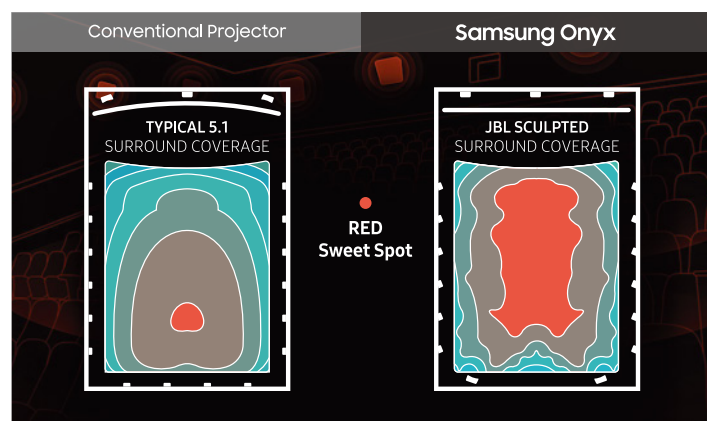 Conventional Projector
Samsung Onyx
TYPICAL 5.1
SURROUND COVERAGE
JBL SCULPTED
SURROUND COVERAGE
RED
Sweet Spot